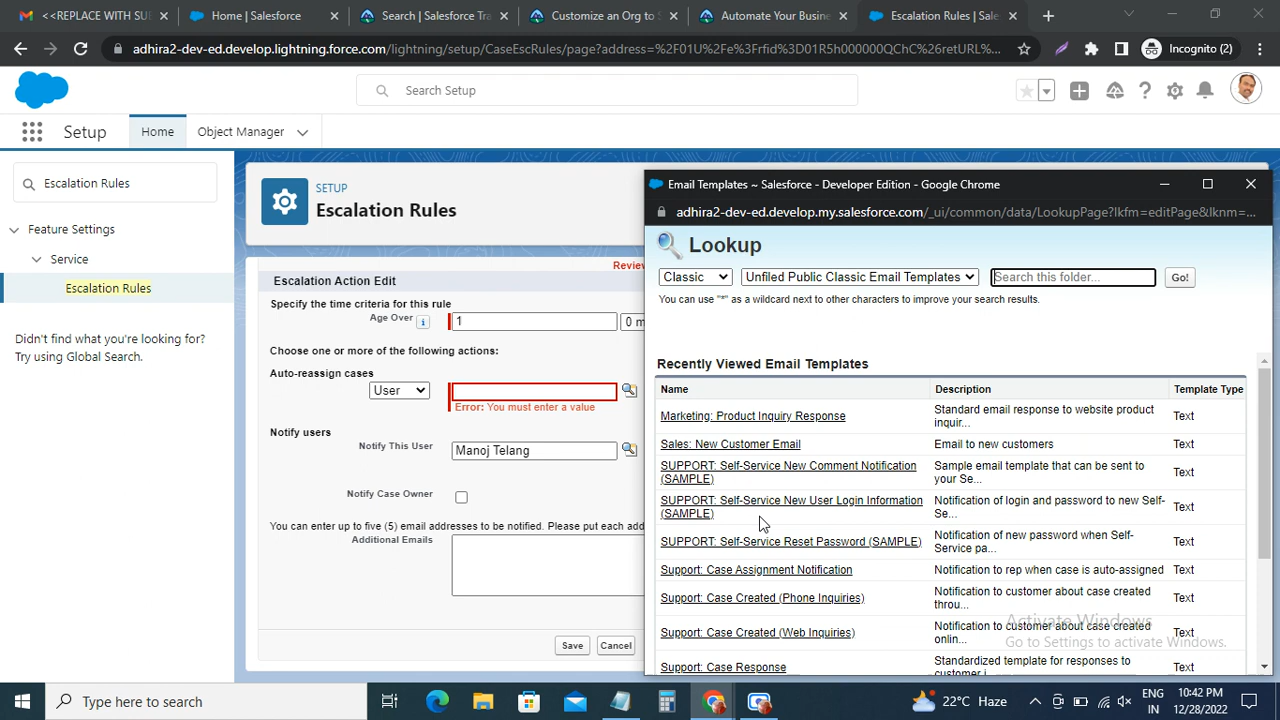 <<REPLACE WITH SUB
Home | Salesforce
Search | Salesforce Tra
Customize an Org to S
Automate Your Busine
Escalation Rules | Sale
adhira2-dev-ed.develop.lightning.force.com/lightning/setup/CaseEscRules/page?address=%2F01U%2Fe%3Frfid%3D01R5h000000QChC%26retURL%...
Incognito (2)
Search Setup
Setup
Home
Object Manager
Escalation Rules
Feature Settings
Service
Escalation Rules
Didn't find what you're looking for?
Try using Global Search.
SETUP
Escalation Rules
Review
Escalation Action Edit
Specify the time criteria for this rule
Age Over
1
0 m
Choose one or more of the following actions:
Auto-reassign cases
User
Error: You must enter a value
Notify users
Notify This User
Manoj Telang
Notify Case Owner
You can enter up to five (5) email addresses to be notified. Please put each add
Additional Emails
Save
Cancel
Email Templates ~ Salesforce - Developer Edition - Google Chrome
adhira2-dev-ed.develop.my.salesforce.com/_ui/common/data/LookupPage?lkfm=editPage&lknm=...
Lookup
Classic
Unfiled Public Classic Email Templates
Search this folder...
Go!
You can use "*" as a wildcard next to other characters to improve your search results.
Recently Viewed Email Templates
Name Description Template Type
Marketing: Product Inquiry Response Standard email response to website product inquir... Text
Sales: New Customer Email Email to new customers Text
SUPPORT: Self-Service New Comment Notification (SAMPLE) Sample email template that can be sent to your Se... Text
SUPPORT: Self-Service New User Login Information (SAMPLE) Notification of login and password to new Self-Se... Text
SUPPORT: Self-Service Reset Password (SAMPLE) Notification of new password when Self-Service pa... Text
Support: Case Assignment Notification Notification to rep when case is auto-assigned Text
Support: Case Created (Phone Inquiries) Notification to customer about case created throu... Text
Support: Case Created (Web Inquiries) Notification to customer about case created onlin... Text
Support: Case Response Standardized template for responses to customer i... Text
Activate Windows
Go to Settings to activate Windows.
Type here to search
22°C Haze
ENG
IN
10:42 PM
12/28/2022